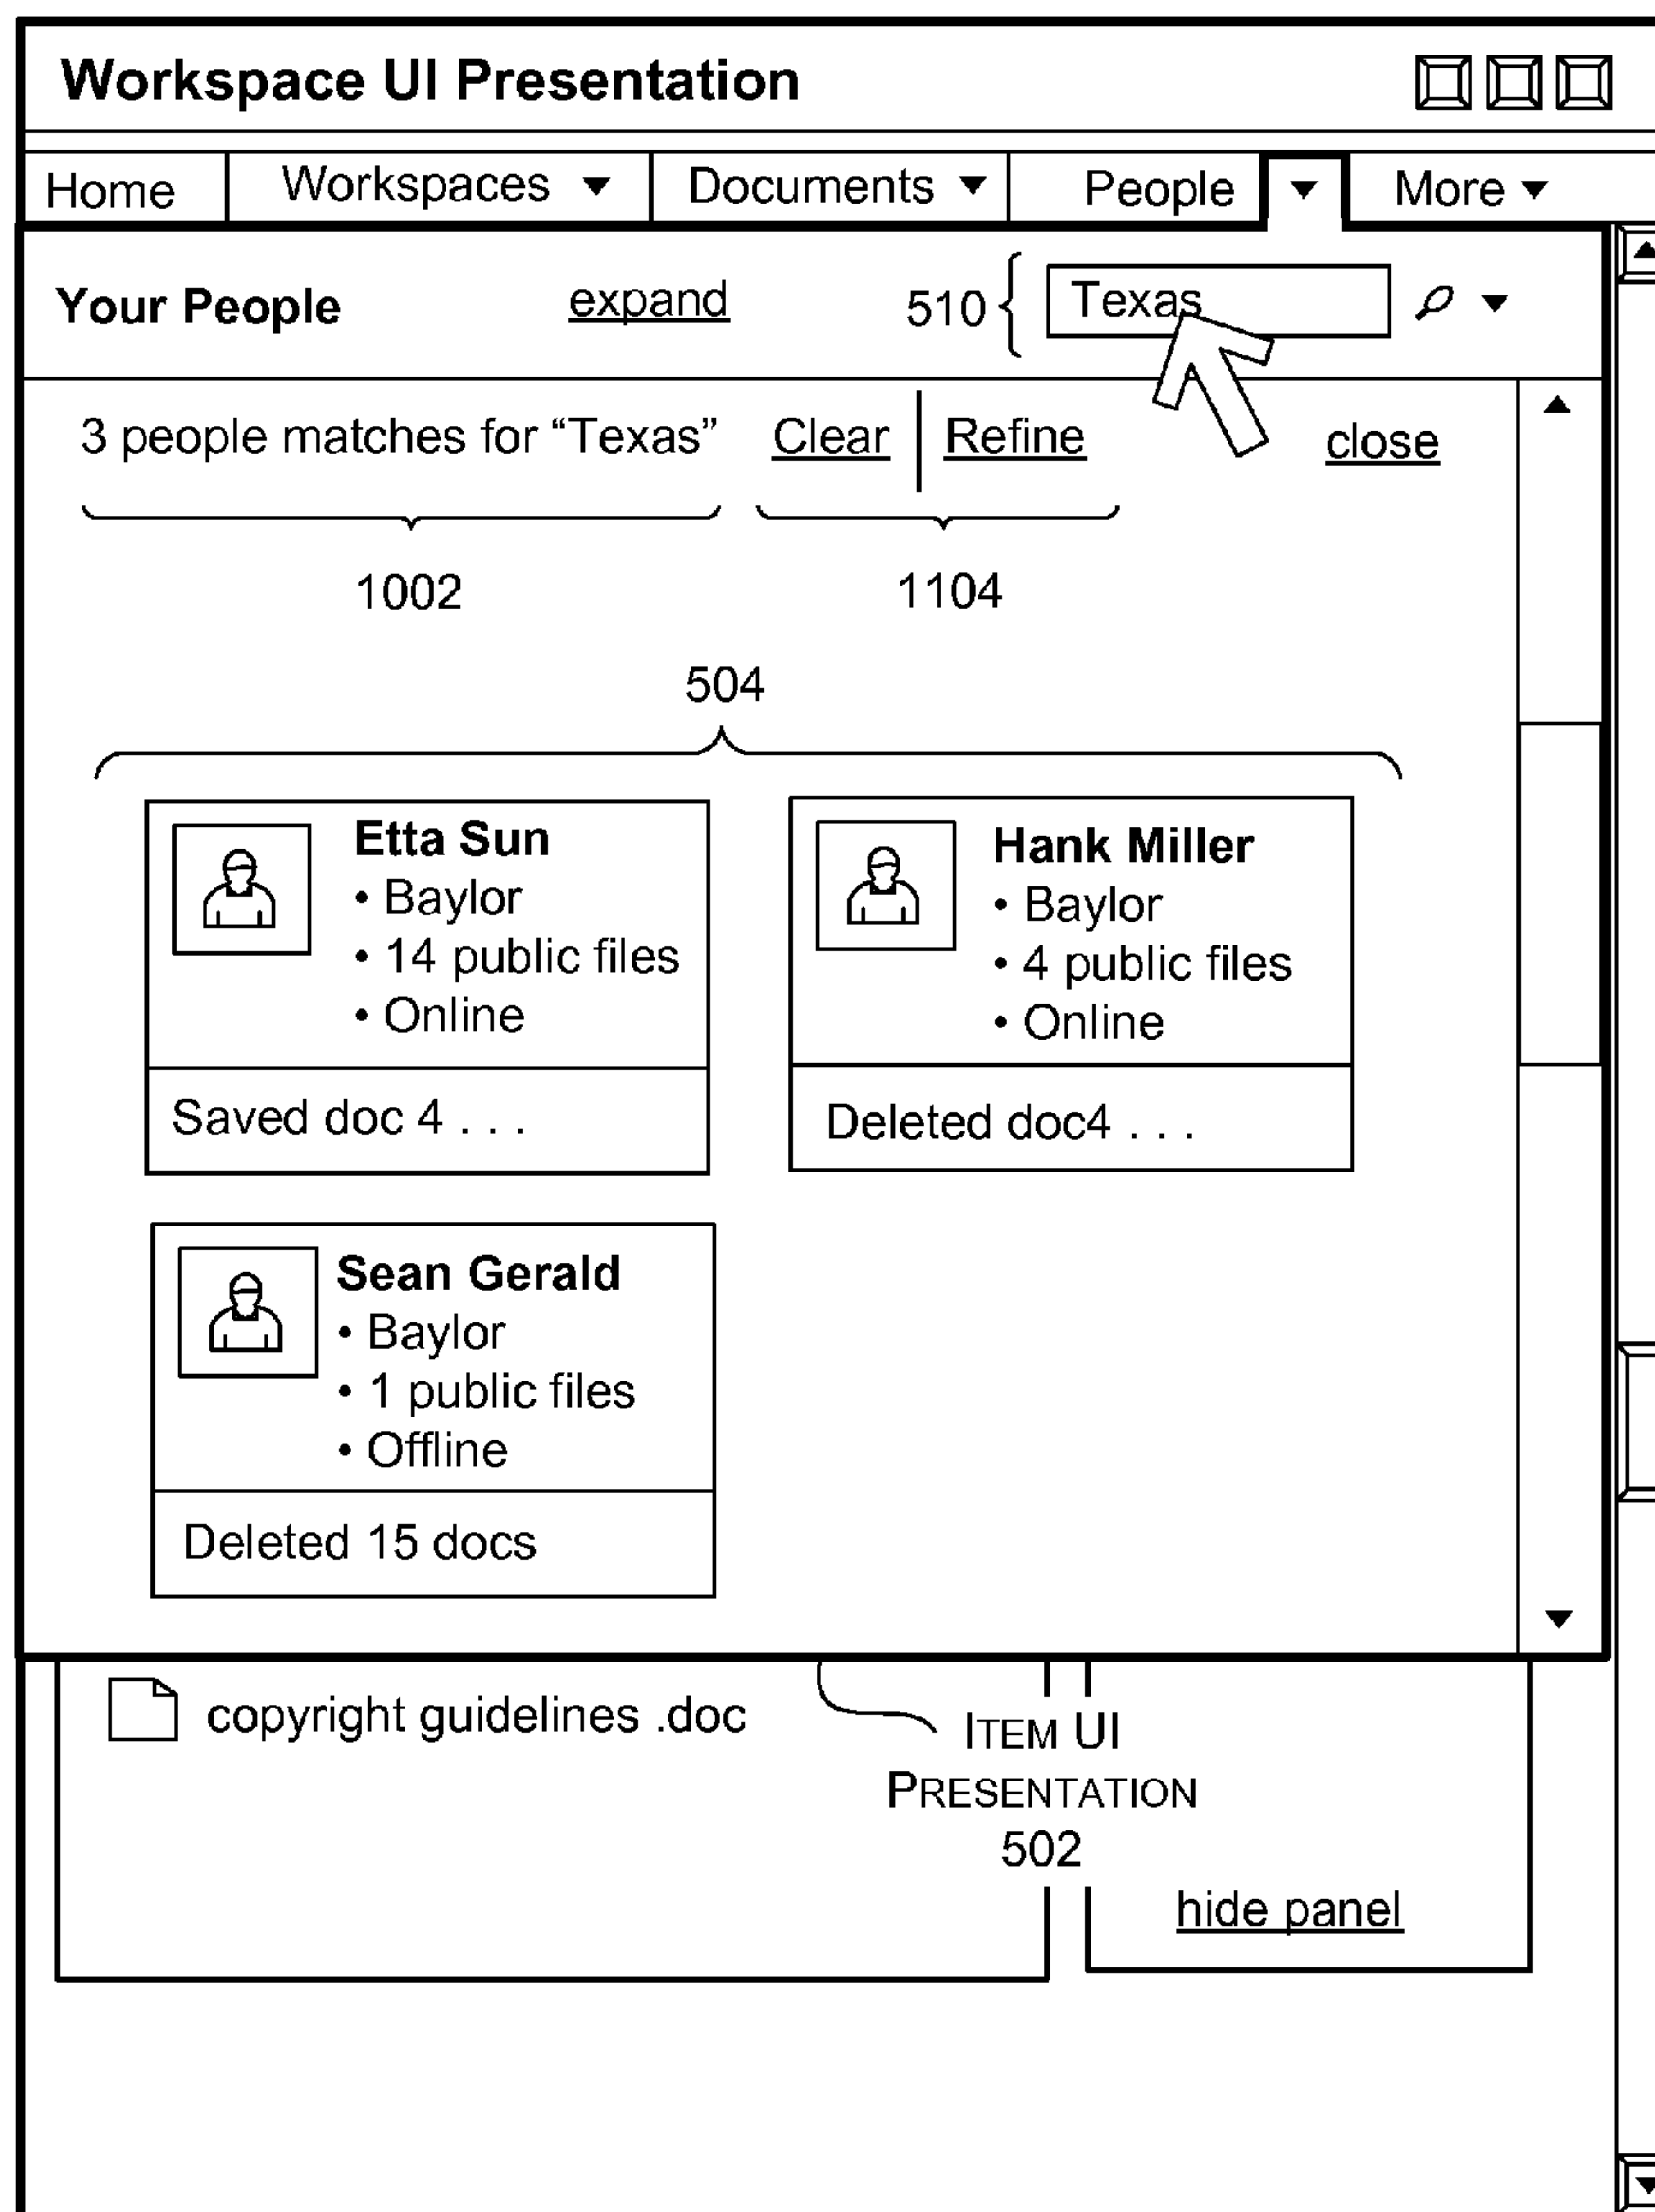 Workspace UI Presentation
Home Workspaces Documents People More
Your People expand 510 Texas
3 people matches for “Texas” Clear Refine close
1002 1104
504
Etta Sun
• Baylor
• 14 public files
• Online
Saved doc 4 . . .
Hank Miller
• Baylor
• 4 public files
• Online
Deleted doc4 . . .
Sean Gerald
• Baylor
• 1 public files
• Offline
Deleted 15 docs
copyright guidelines .doc
ITEM UI
PRESENTATION
502
hide panel